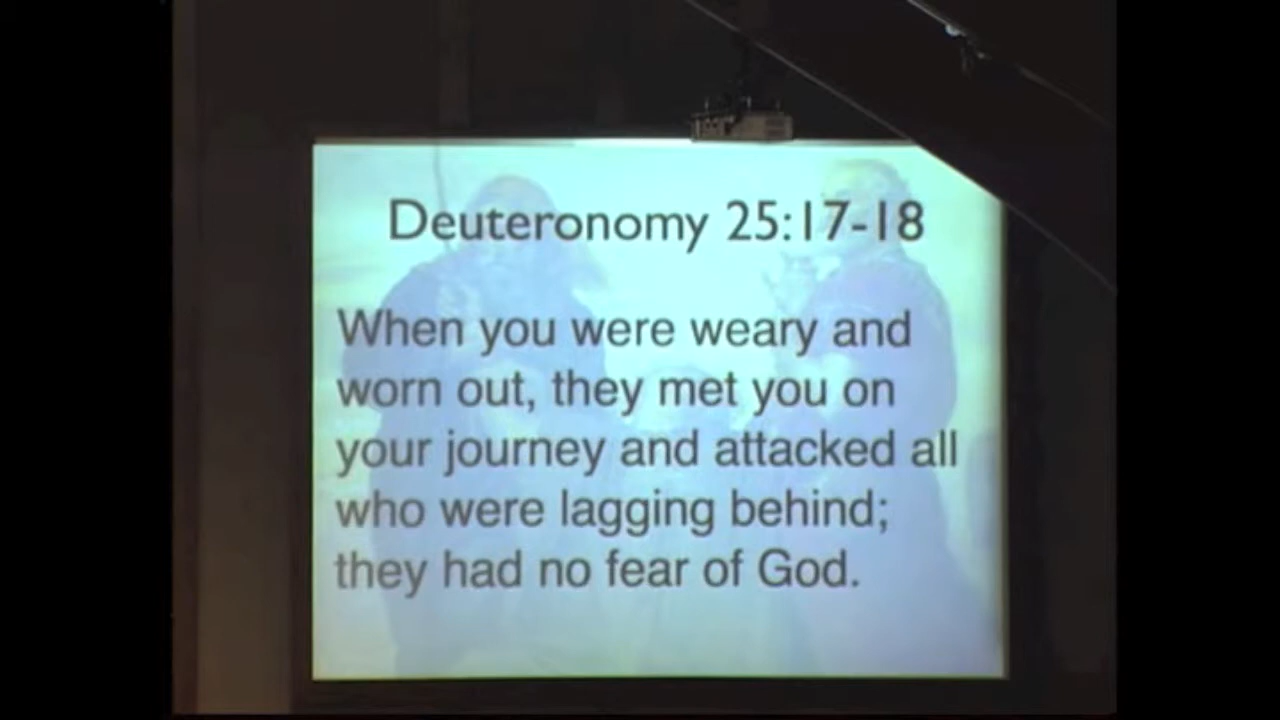 Deuteronomy 25:17-18
When you were weary and
worn out, they met you on
your journey and attacked all
who were lagging behind;
they had no fear of God.